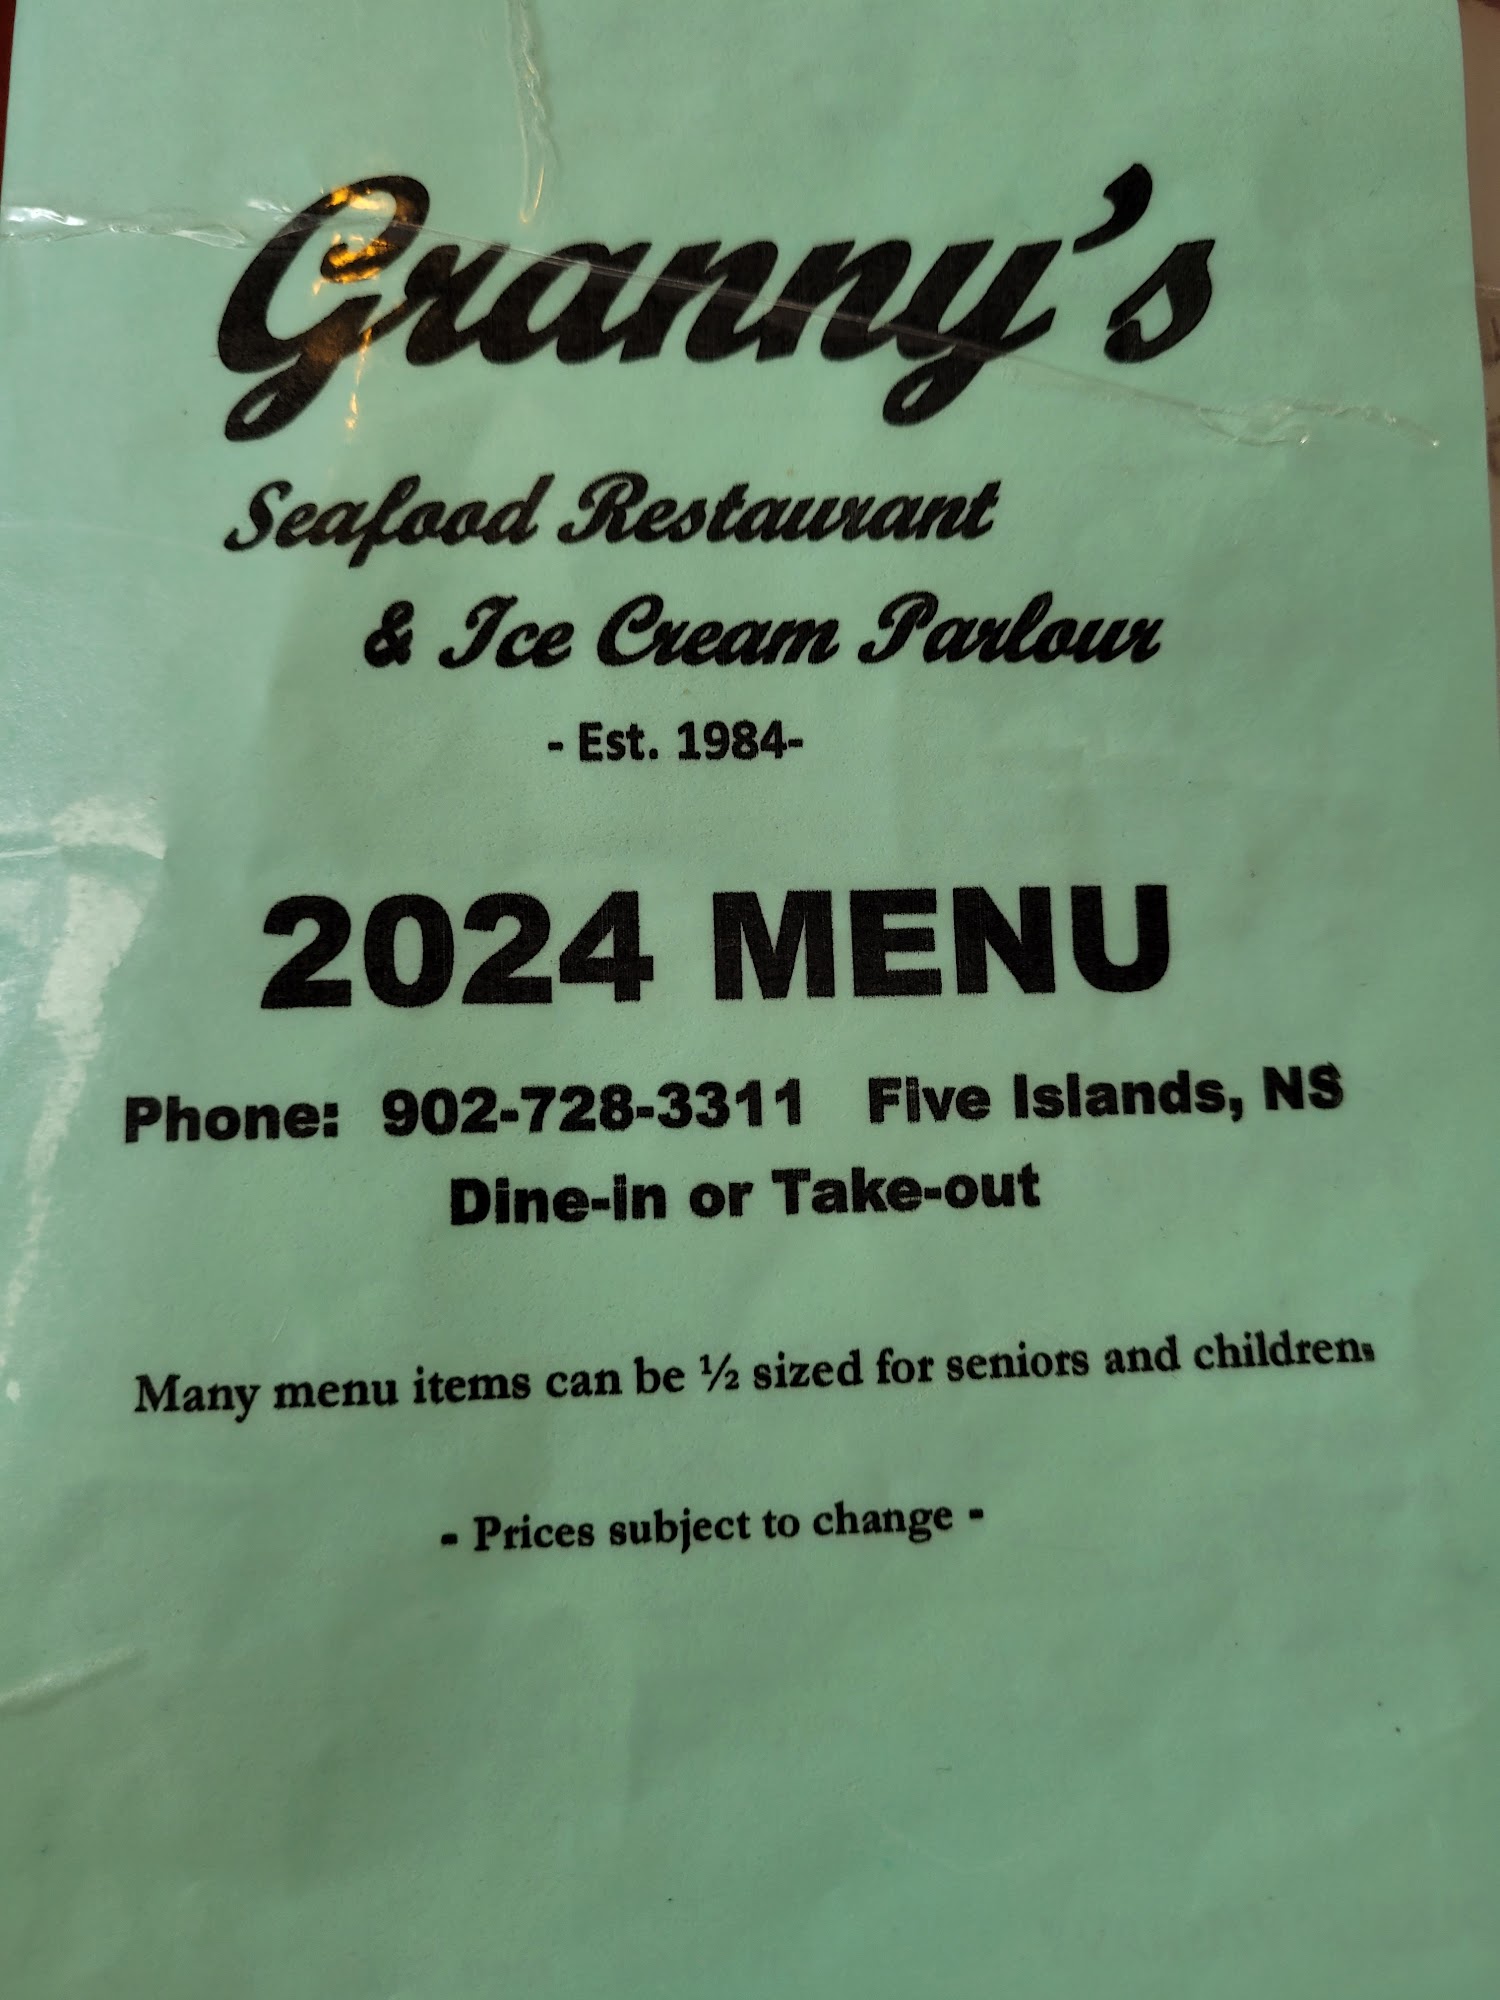 Granny's
Seafood Restaurant
& Ice Cream Parlour
- Est. 1984-
2024 MENU
Phone: 902-728-3311 Five Islands, NS
Dine-in or Take-out
Many menu items can be ½ sized for seniors and children.
- Prices subject to change -